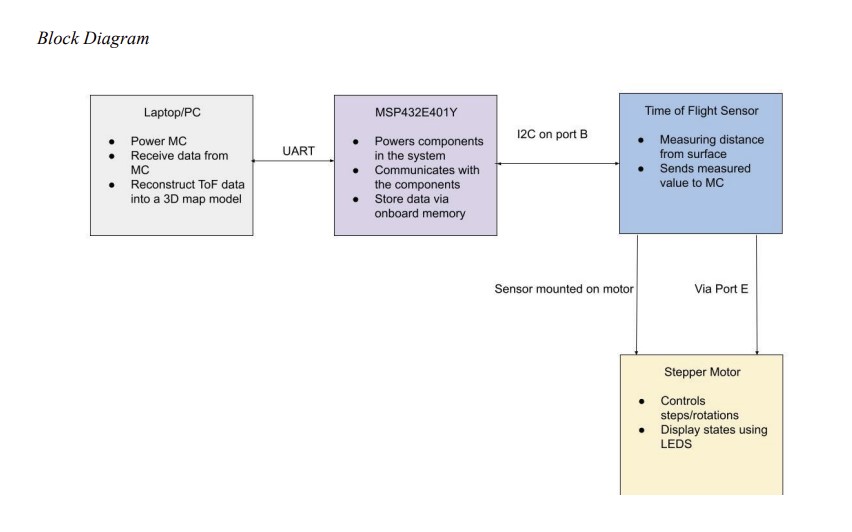 Block Diagram
Laptop/PC
● Power MC
● Receive data from
MC
● Reconstruct ToF data
into a 3D map model
UART
MSP432E401Y
● Powers components
in the system
● Communicates with
the components
● Store data via
onboard memory
I2C on port B
Time of Flight Sensor
● Measuring distance
from surface
● Sends measured
value to MC
Sensor mounted on motor
Via Port E
Stepper Motor
● Controls
steps/rotations
● Display states using
LEDS